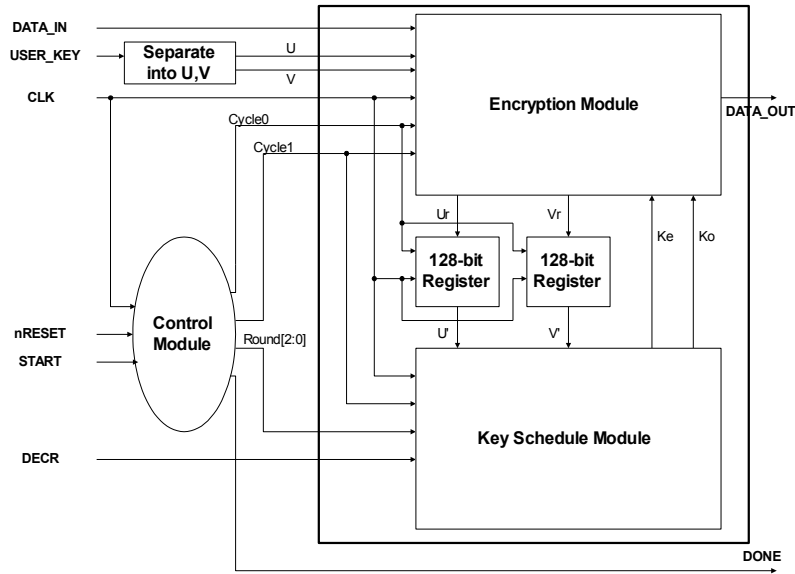 DATA_IN
USER_KEY
Separate
into U,V
U
V
CLK
Encryption Module
DATA_OUT
Cycle0
Cycle1
Ur
Vr
Ke
Ko
128-bit
Register
128-bit
Register
Control
Module
nRESET
START
Round[2:0]
U'
V'
Key Schedule Module
DECR
DONE